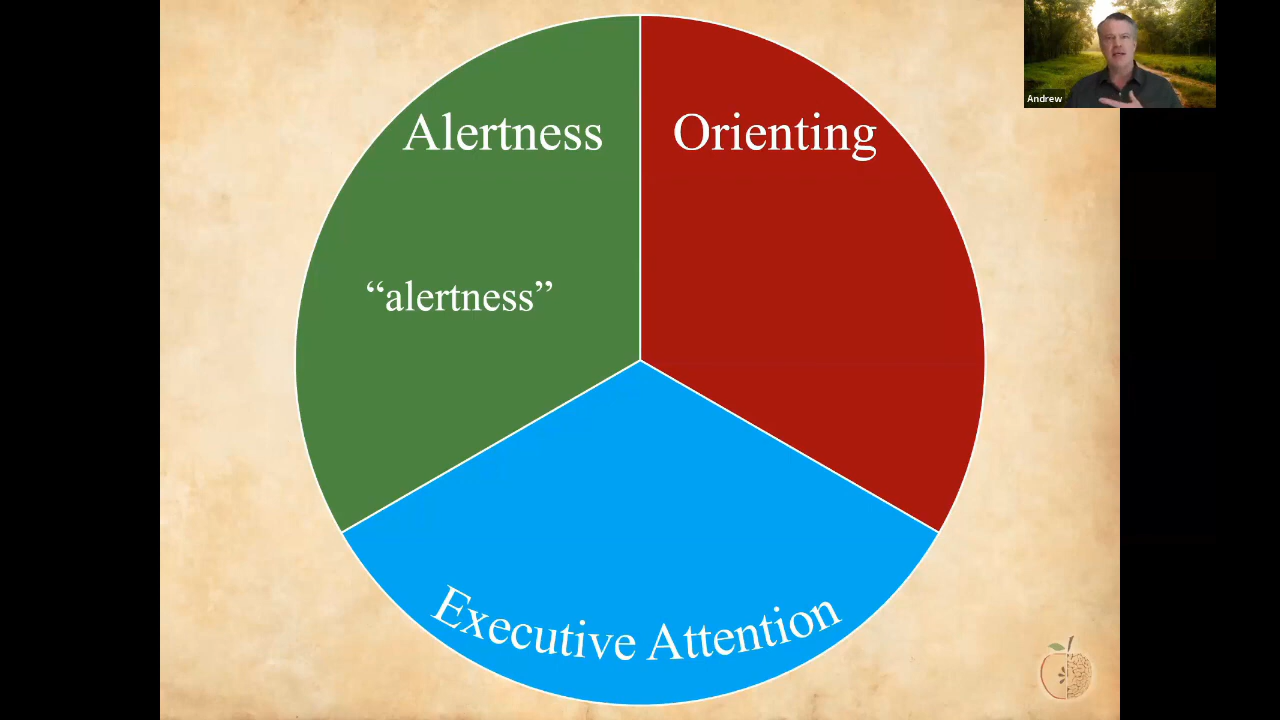 Andrew
Alertness
Orienting
“alertness”
Executive Attention